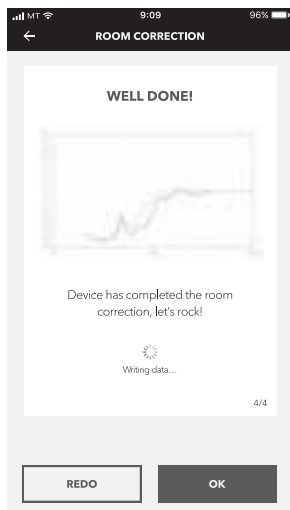 MT 9:09 96%
ROOM CORRECTION
WELL DONE!
Device has completed the room
correction, let's rock!
Writing data...
4/4
REDO OK